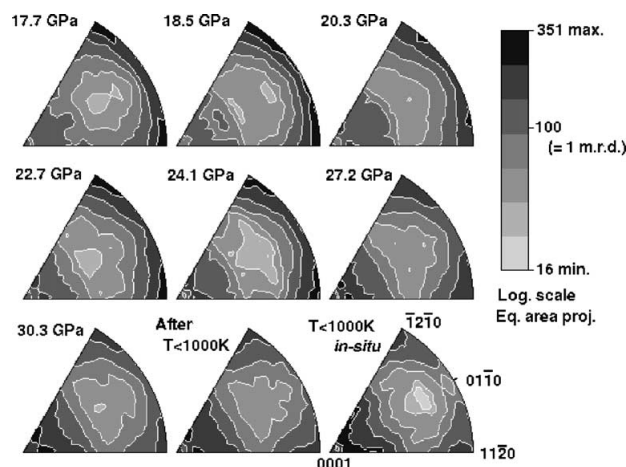 17.7 GPa 18.5 GPa 20.3 GPa
351 max.
100
(= 1 m.r.d.)
22.7 GPa 24.1 GPa 27.2 GPa
16 min.
Log. scale
Eq. area proj.
30.3 GPa After T<1000K
T<1000K in-situ
1̄21̄0
011̄0
112̄0
0001